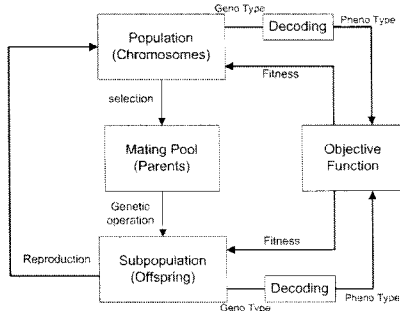 Geno Type
Pheno Type
Decoding
Population
(Chromosomes)
Fitness
selection
Mating Pool
(Parents)
Objective
Function
Genetic
operation
Fitness
Reproduction
Subpopulation
(Offspring)
Decoding
Geno Type
Pheno Type